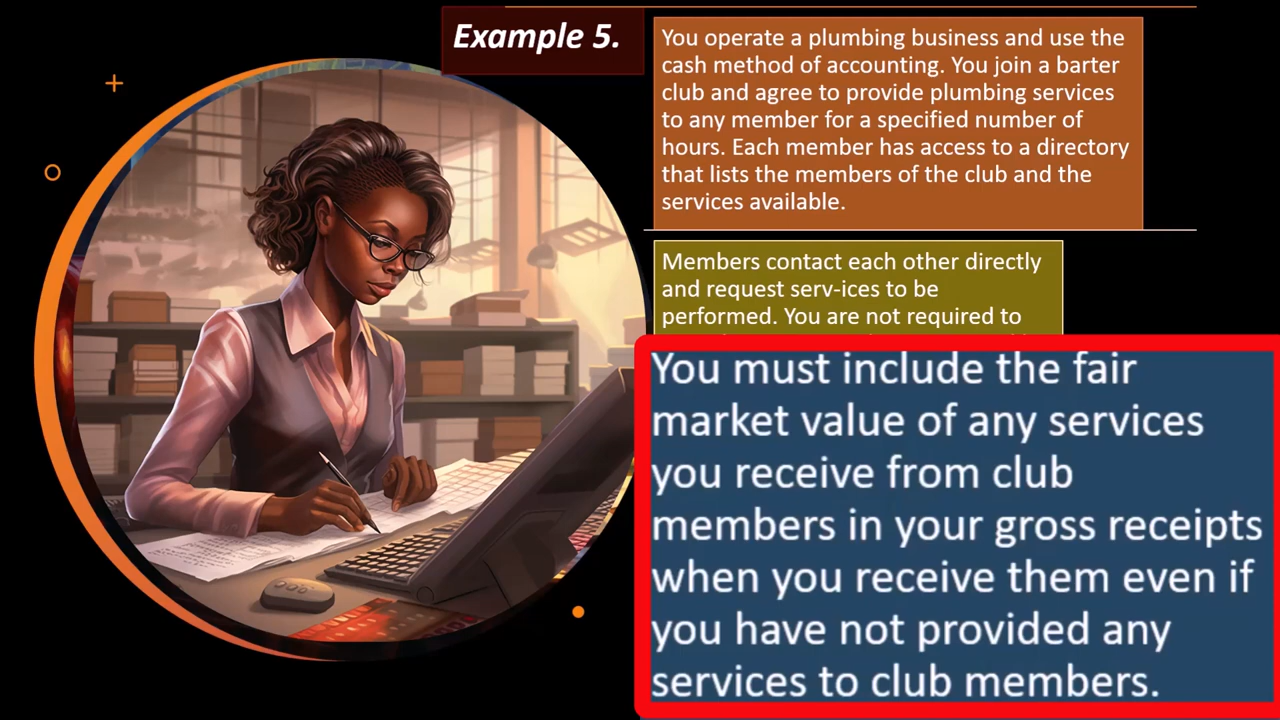 Example 5.
You operate a plumbing business and use the
cash method of accounting. You join a barter
club and agree to provide plumbing services
to any member for a specified number of
hours. Each member has access to a directory
that lists the members of the club and the
services available.
Members contact each other directly
and request serv-ices to be
performed. You are not required to
You must include the fair
market value of any services
you receive from club
members in your gross receipts
when you receive them even if
you have not provided any
services to club members.